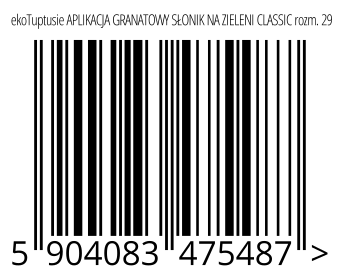 ekoTuptusie APLIKACJA GRANATOWY SŁONIK NA ZIELENI CLASSIC rozm. 29
5 904083 475487 >